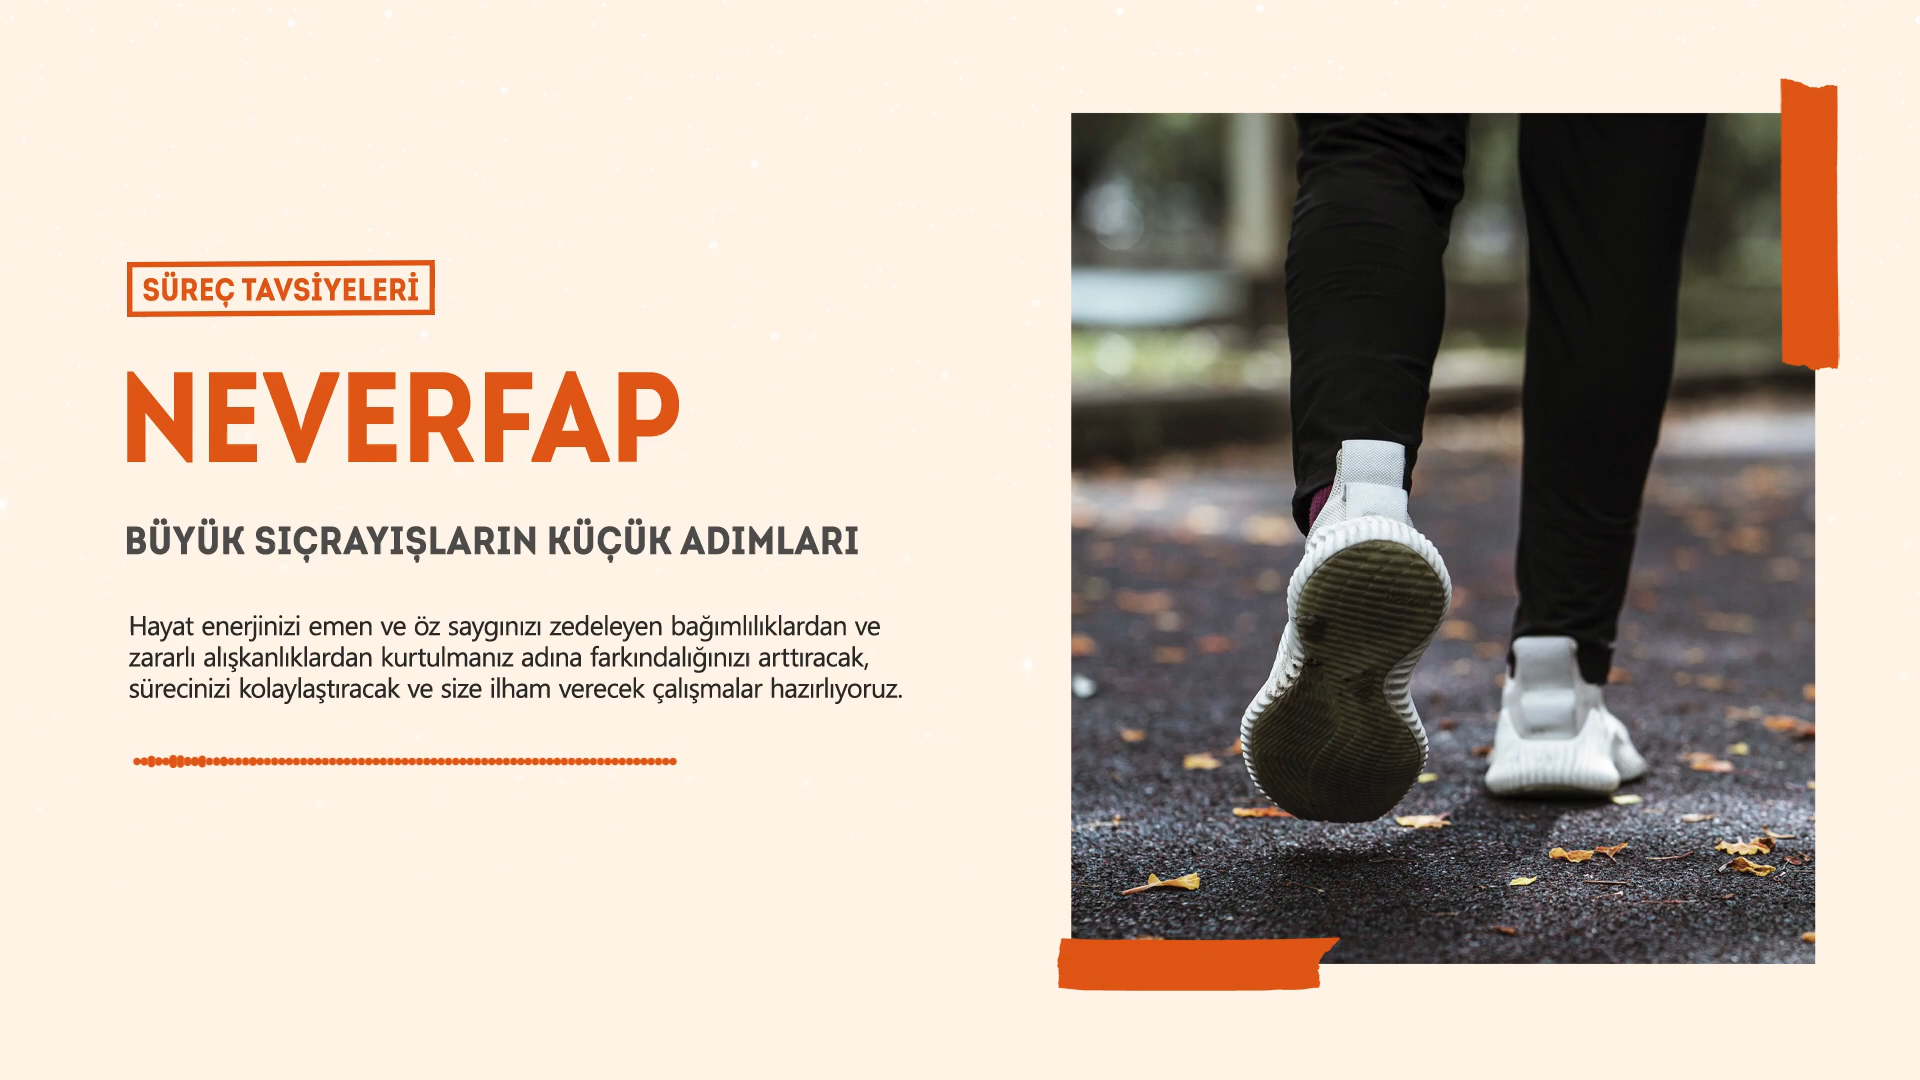 SÜREÇ TAVSİYELERİ
NEVERFAP
BÜYÜK SIÇRAYIŞLARIN KÜÇÜK ADIMLARI
Hayat enerjinizi emen ve öz saygınızı zedeleyen bağımlılıklardan ve
zararlı alışkanlıklardan kurtulmanız adına farkındalığınızı arttıracak,
sürecinizi kolaylaştıracak ve size ilham verecek çalışmalar hazırlıyoruz.